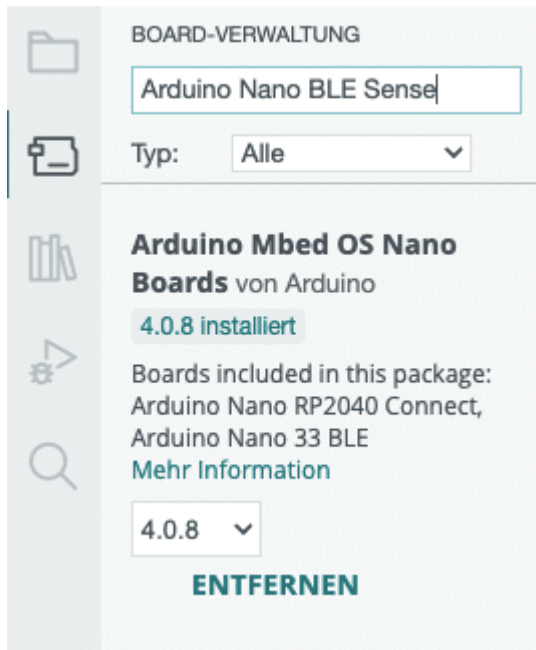 BOARD-VERWALTUNG
Arduino Nano BLE Sense
Typ: Alle
Arduino Mbed OS Nano
Boards von Arduino
4.0.8 installiert
Boards included in this package:
Arduino Nano RP2040 Connect,
Arduino Nano 33 BLE
Mehr Information
4.0.8
ENTFERNEN